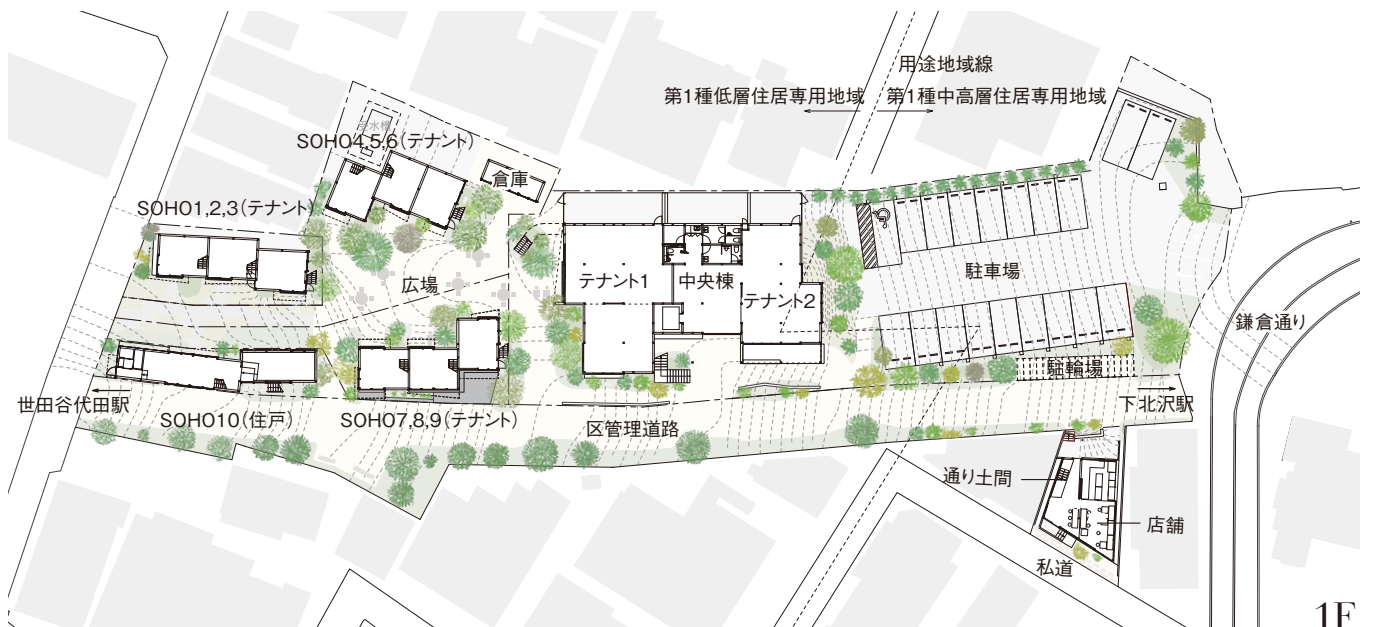 用途地域線
第1種低層住居専用地域
第1種中高層住居専用地域
受水槽
SOHO4,5,6(テナント)
倉庫
SOHO1,2,3(テナント)
広場
テナント1
中央棟
テナント2
駐車場
鎌倉通り
駐輪場
世田谷代田駅
下北沢駅
SOHO10(住戸)
SOHO7,8,9(テナント)
区管理道路
通り土間
店舗
私道
1F